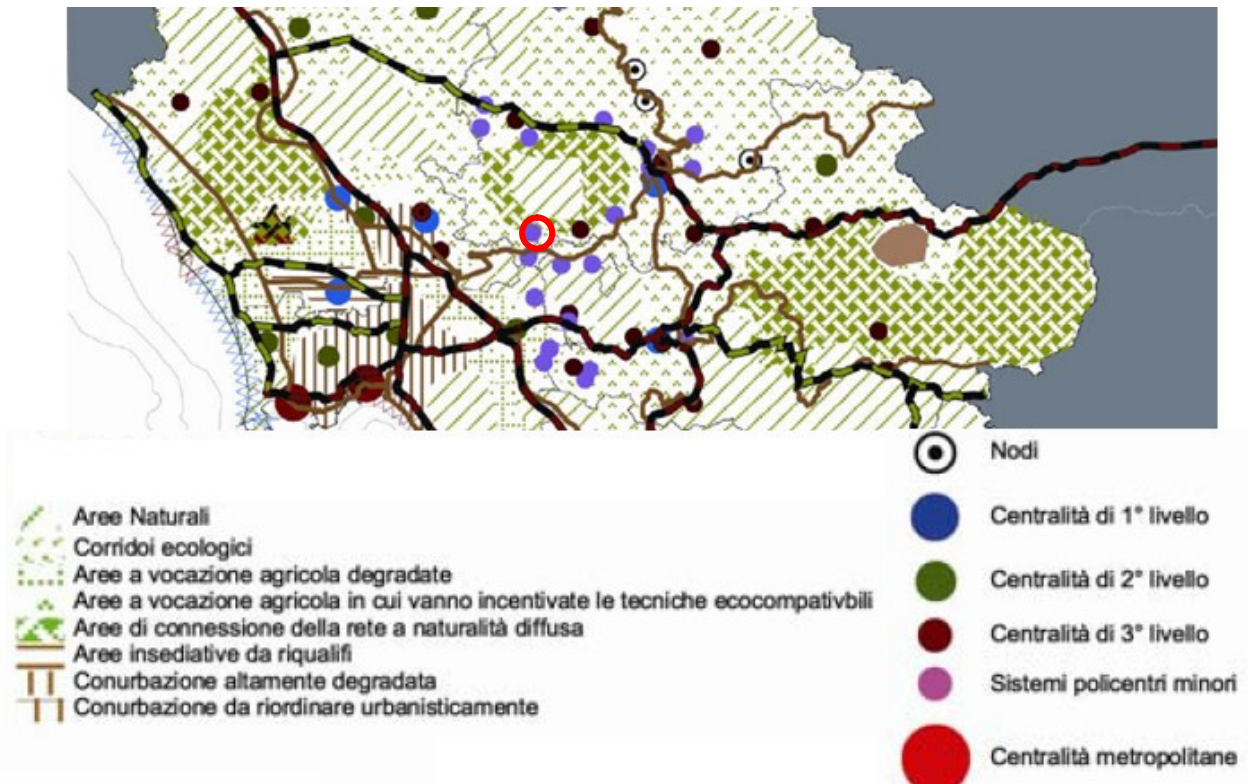 Aree Naturali
Corridoi ecologici
Aree a vocazione agricola degradate
Aree a vocazione agricola in cui vanno incentivate le tecniche ecocompativbili
Aree di connessione della rete a naturalità diffusa
Aree insediative da riqualifi
Conurbazione altamente degradata
Conurbazione da riordinare urbanisticamente
Nodi
Centralità di 1° livello
Centralità di 2° livello
Centralità di 3° livello
Sistemi policentri minori
Centralità metropolitane